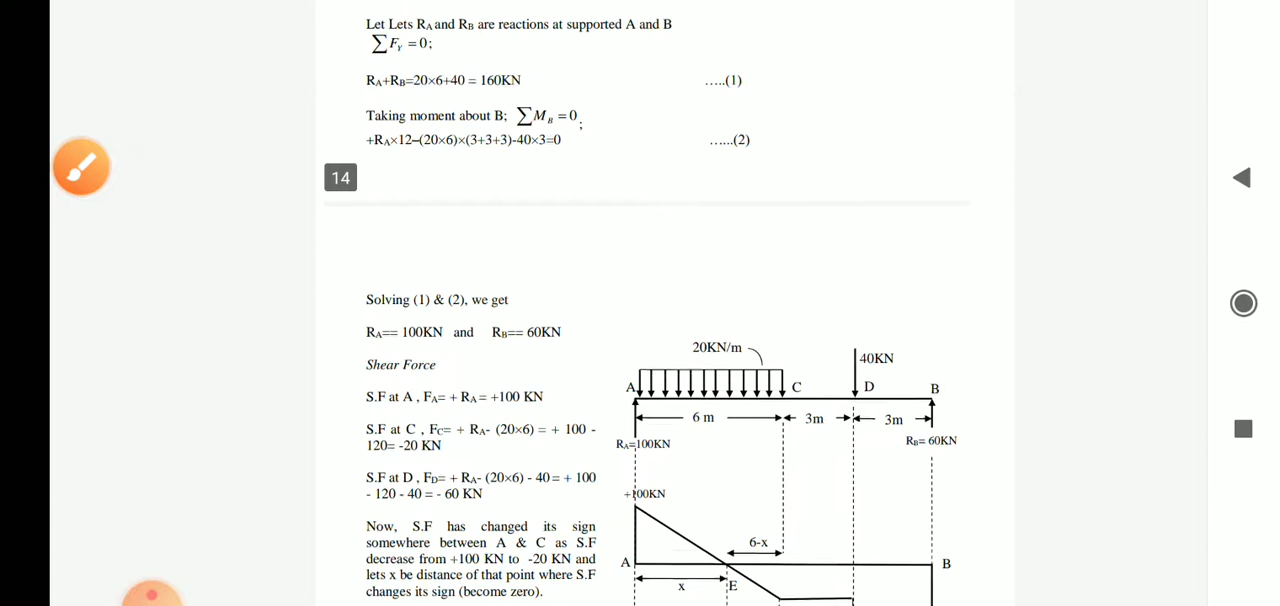 Let Lets RA and RB are reactions at supported A and B
∑FY = 0;
RA+RB=20×6+40 = 160KN .....(1)
Taking moment about B; ∑MB = 0;
+RA×12–(20×6)×(3+3+3)-40×3=0 ......(2)
14
Solving (1) & (2), we get
RA== 100KN and RB== 60KN
Shear Force
S.F at A , FA= + RA= +100 KN
S.F at C , FC= + RA- (20×6) = + 100 -
120= -20 KN
S.F at D , FD= + RA- (20×6) - 40 = + 100
- 120 - 40 = - 60 KN
Now, S.F has changed its sign
somewhere between A & C as S.F
decrease from +100 KN to -20 KN and
lets x be distance of that point where S.F
changes its sign (become zero).
20KN/m
40KN
A C D B
6 m 3m 3m
RA=100KN RB= 60KN
+100KN
6-x
A B
x E